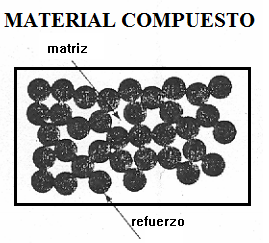 MATERIAL COMPUESTO
matriz
refuerzo